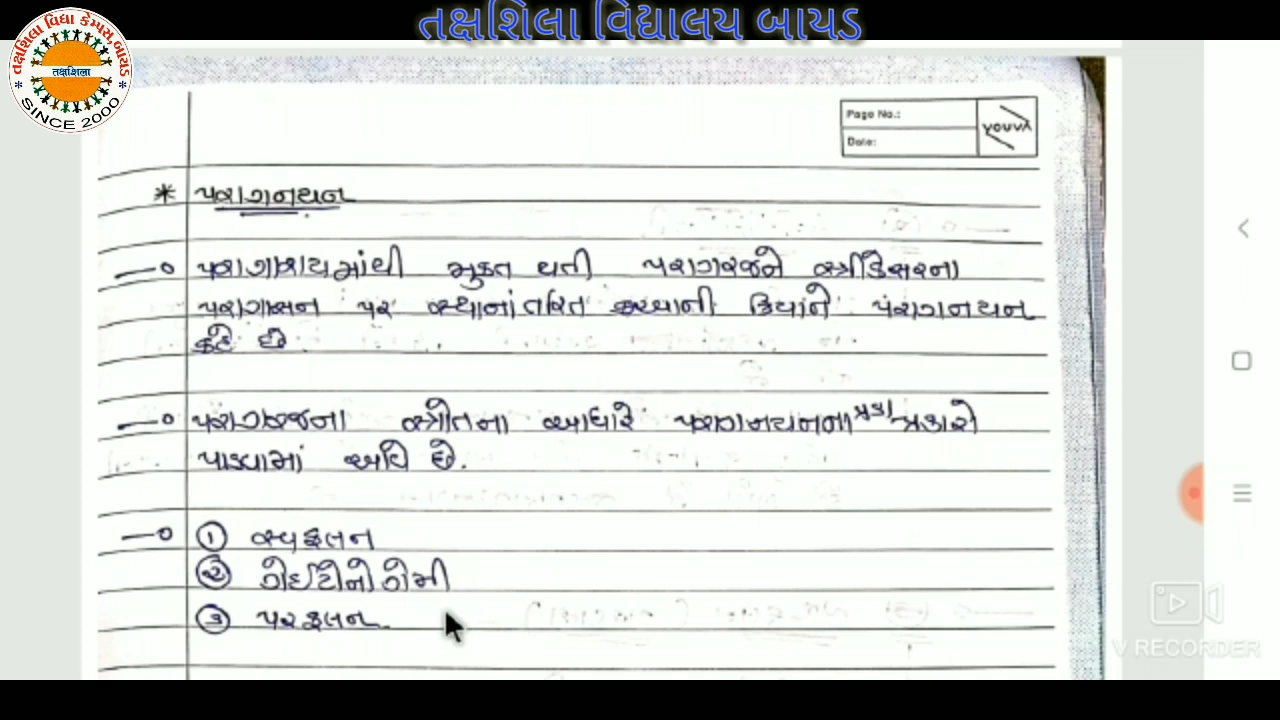 તક્ષશિલા વિદ્યાલય બાયડ
તક્ષશિલા વિદ્યા કેમ્પસ, બાયડ
તક્ષશિલા
* SINCE 2000 *
Page No.:
Date:
YOUVA
* પરાગનયન
પરાગાશયમાંથી મુક્ત થતી પરાગરજને સ્ત્રીકેસરના
પરાગાસન પર સ્થાનાંતરિત કરવાની ક્રિયાને પરાગનયન
કહે છે.
પરાગરજના સ્ત્રોતના આધારે પરાગનયનના પ્રકારો
પાડવામાં આવે છે.
① સ્વફલન
② ગેઈટોનોગેમી
③ પરફલન.
V RECORDER